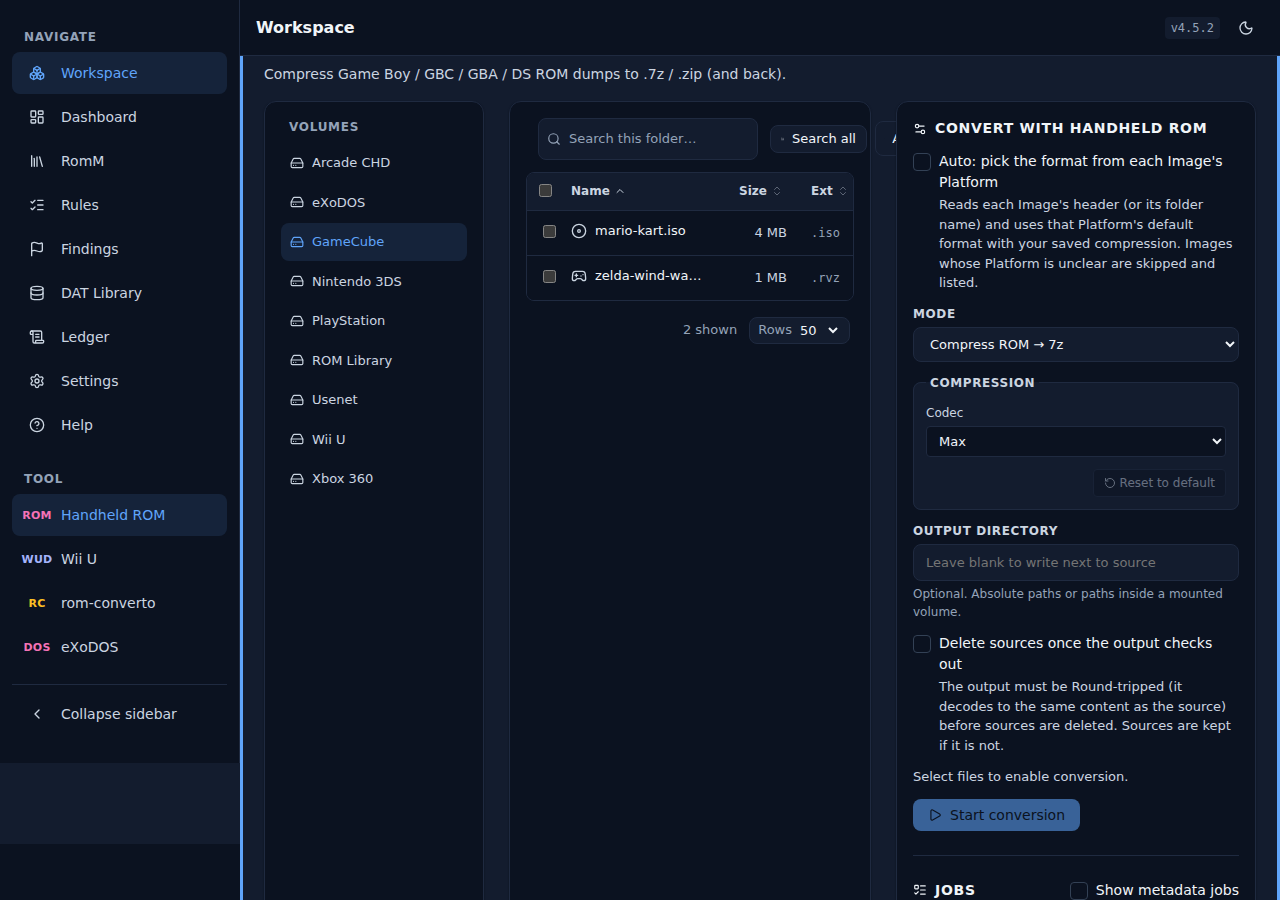 NAVIGATE
Workspace
Dashboard
RomM
Rules
Findings
DAT Library
Ledger
Settings
Help
TOOL
ROM Handheld ROM
WUD Wii U
RC rom-converto
DOS eXoDOS
Collapse sidebar
Workspace
v4.5.2
Compress Game Boy / GBC / GBA / DS ROM dumps to .7z / .zip (and back).
VOLUMES
Arcade CHD
eXoDOS
GameCube
Nintendo 3DS
PlayStation
ROM Library
Usenet
Wii U
Xbox 360
Search this folder…
Search all
Name Size Ext
mario-kart.iso 4 MB .iso
zelda-wind-wa… 1 MB .rvz
2 shown Rows 50
CONVERT WITH HANDHELD ROM
Auto: pick the format from each Image's
Platform
Reads each Image's header (or its folder
name) and uses that Platform's default
format with your saved compression. Images
whose Platform is unclear are skipped and
listed.
MODE
Compress ROM → 7z
COMPRESSION
Codec
Max
Reset to default
OUTPUT DIRECTORY
Leave blank to write next to source
Optional. Absolute paths or paths inside a mounted
volume.
Delete sources once the output checks
out
The output must be Round-tripped (it
decodes to the same content as the source)
before sources are deleted. Sources are kept
if it is not.
Select files to enable conversion.
Start conversion
JOBS
Show metadata jobs